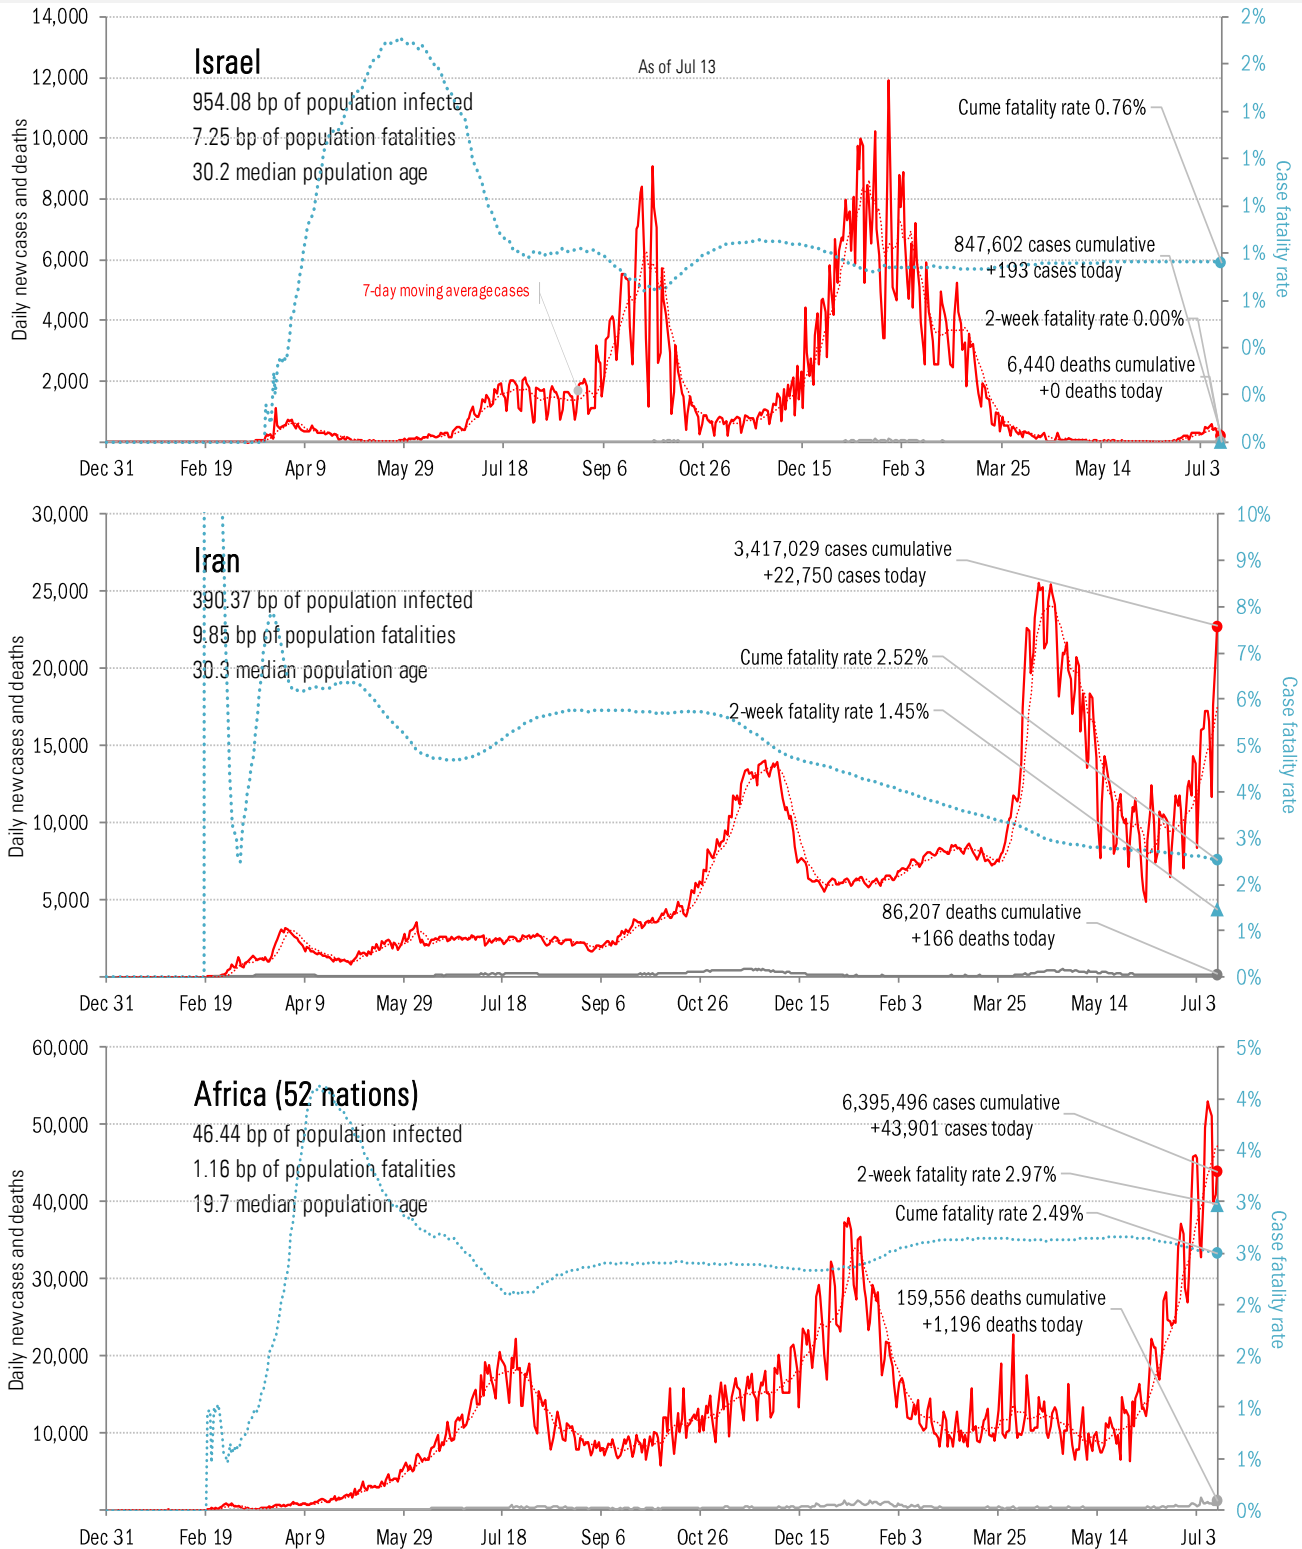 14,000
12,000
10,000
8,000
6,000
4,000
2,000
Daily new cases and deaths
Israel
954.08 bp of population infected
7.25 bp of population fatalities
30.2 median population age
As of Jul 13
7-day moving average cases
Cume fatality rate 0.76%
847,602 cases cumulative
+193 cases today
2-week fatality rate 0.00%
6,440 deaths cumulative
+0 deaths today
2%
2%
1%
1%
1%
1%
1%
0%
0%
0%
Case fatality rate
Dec 31 Feb 19 Apr 9 May 29 Jul 18 Sep 6 Oct 26 Dec 15 Feb 3 Mar 25 May 14 Jul 3
30,000
25,000
20,000
15,000
10,000
5,000
Daily new cases and deaths
Iran
390.37 bp of population infected
9.85 bp of population fatalities
30.3 median population age
3,417,029 cases cumulative
+22,750 cases today
Cume fatality rate 2.52%
2-week fatality rate 1.45%
86,207 deaths cumulative
+166 deaths today
10%
9%
8%
7%
6%
5%
4%
3%
2%
1%
0%
Case fatality rate
Dec 31 Feb 19 Apr 9 May 29 Jul 18 Sep 6 Oct 26 Dec 15 Feb 3 Mar 25 May 14 Jul 3
60,000
50,000
40,000
30,000
20,000
10,000
Daily new cases and deaths
Africa (52 nations)
46.44 bp of population infected
1.16 bp of population fatalities
19.7 median population age
6,395,496 cases cumulative
+43,901 cases today
2-week fatality rate 2.97%
Cume fatality rate 2.49%
159,556 deaths cumulative
+1,196 deaths today
5%
4%
4%
3%
3%
2%
2%
1%
1%
0%
Case fatality rate
Dec 31 Feb 19 Apr 9 May 29 Jul 18 Sep 6 Oct 26 Dec 15 Feb 3 Mar 25 May 14 Jul 3